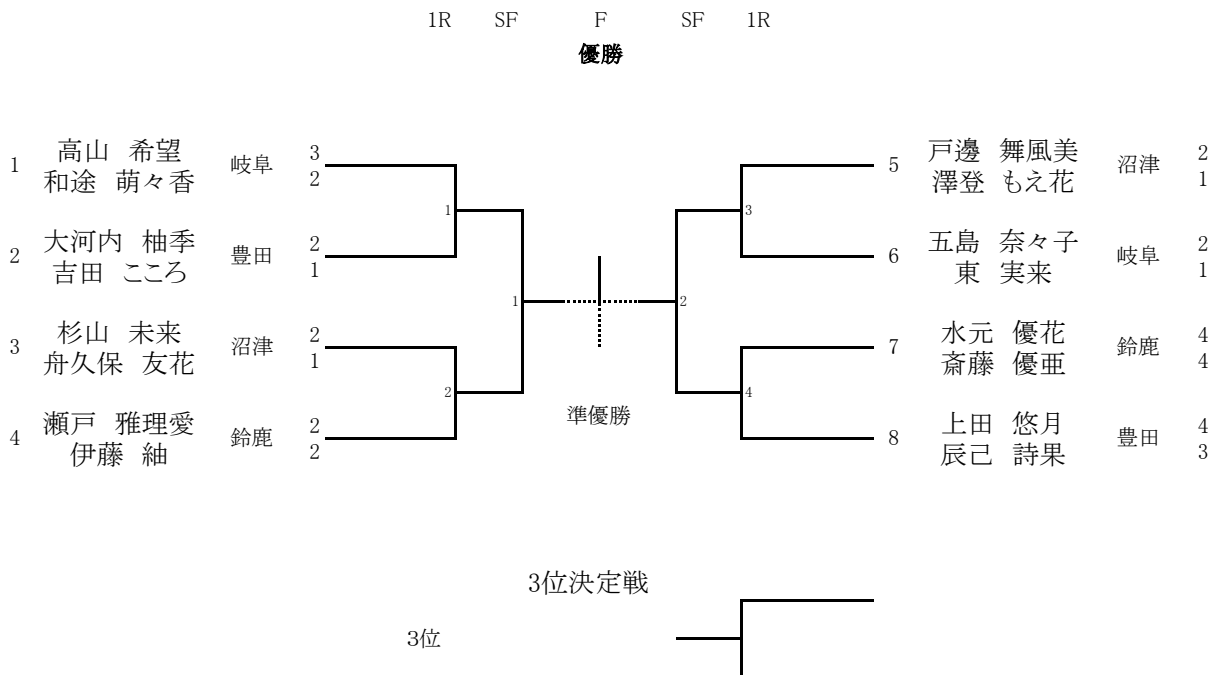 1R SF F SF 1R
優勝
1 高山 希望 岐阜 3
和途 萌々香 2
2 大河内 柚季 豊田 2
吉田 こころ 1
3 杉山 未来 沼津 2
舟久保 友花 1
4 瀬戸 雅理愛 鈴鹿 2
伊藤 紬 2
1
2
1
5 戸邊 舞風美 沼津 2
澤登 もえ花 1
6 五島 奈々子 岐阜 2
東 実来 1
7 水元 優花 鈴鹿 4
斎藤 優亜 4
8 上田 悠月 豊田 4
辰己 詩果 3
3
4
2
準優勝
3位決定戦
3位